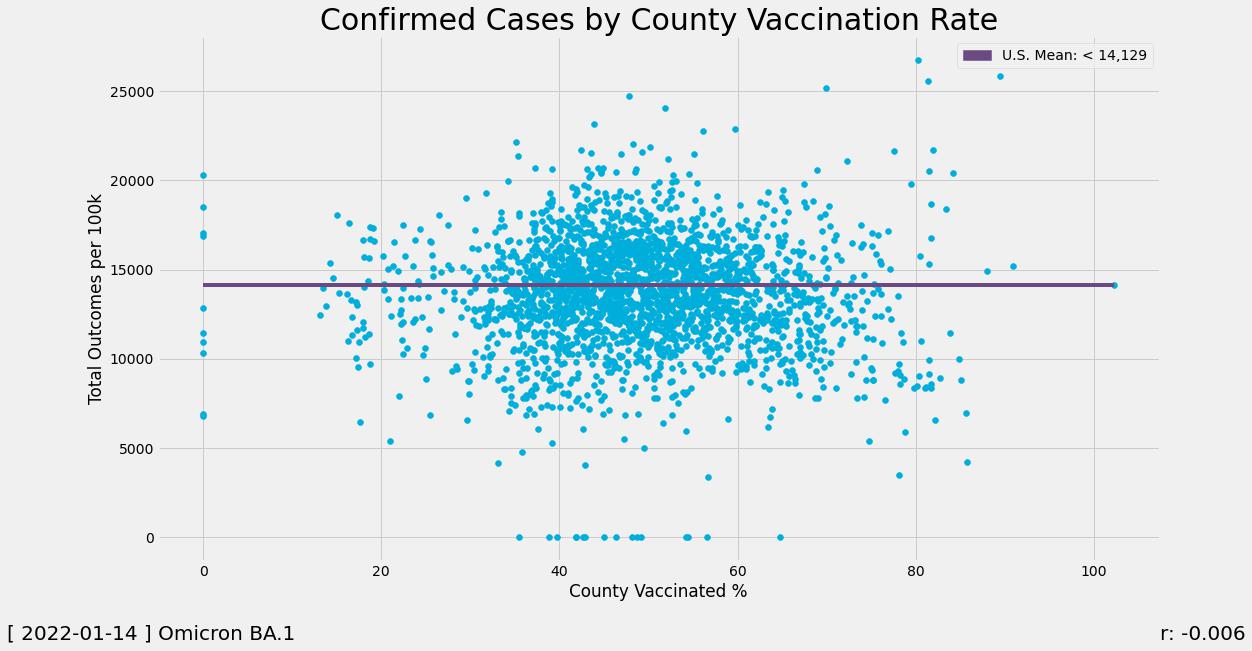 Confirmed Cases by County Vaccination Rate
U.S. Mean: < 14,129
Total Outcomes per 100k
25000
20000
15000
10000
5000
0
0 20 40 60 80 100
County Vaccinated %
[ 2022-01-14 ] Omicron BA.1
r: -0.006